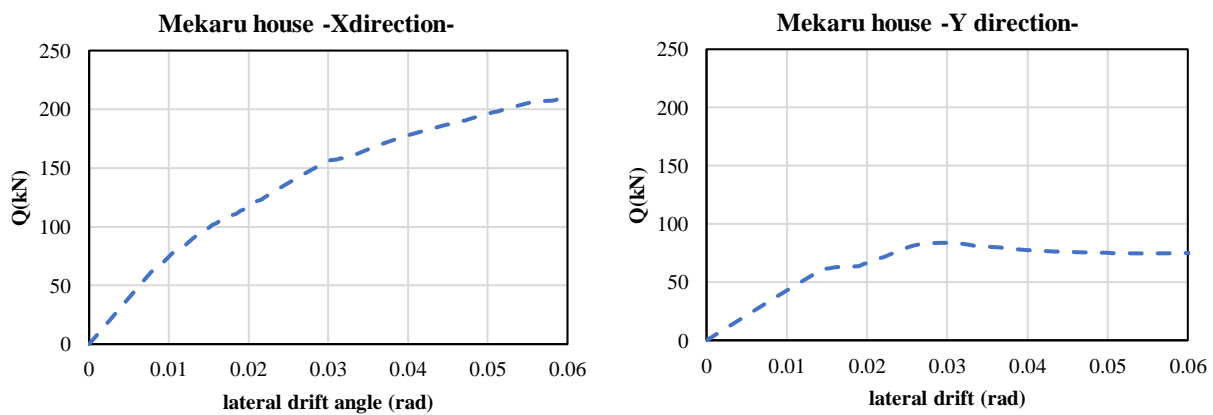 Mekaru house -Xdirection-
250
200
150
100
50
0
Q(kN)
0 0.01 0.02 0.03 0.04 0.05 0.06
lateral drift angle (rad)
Mekaru house -Y direction-
250
200
150
100
50
0
Q(kN)
0 0.01 0.02 0.03 0.04 0.05 0.06
lateral drift (rad)